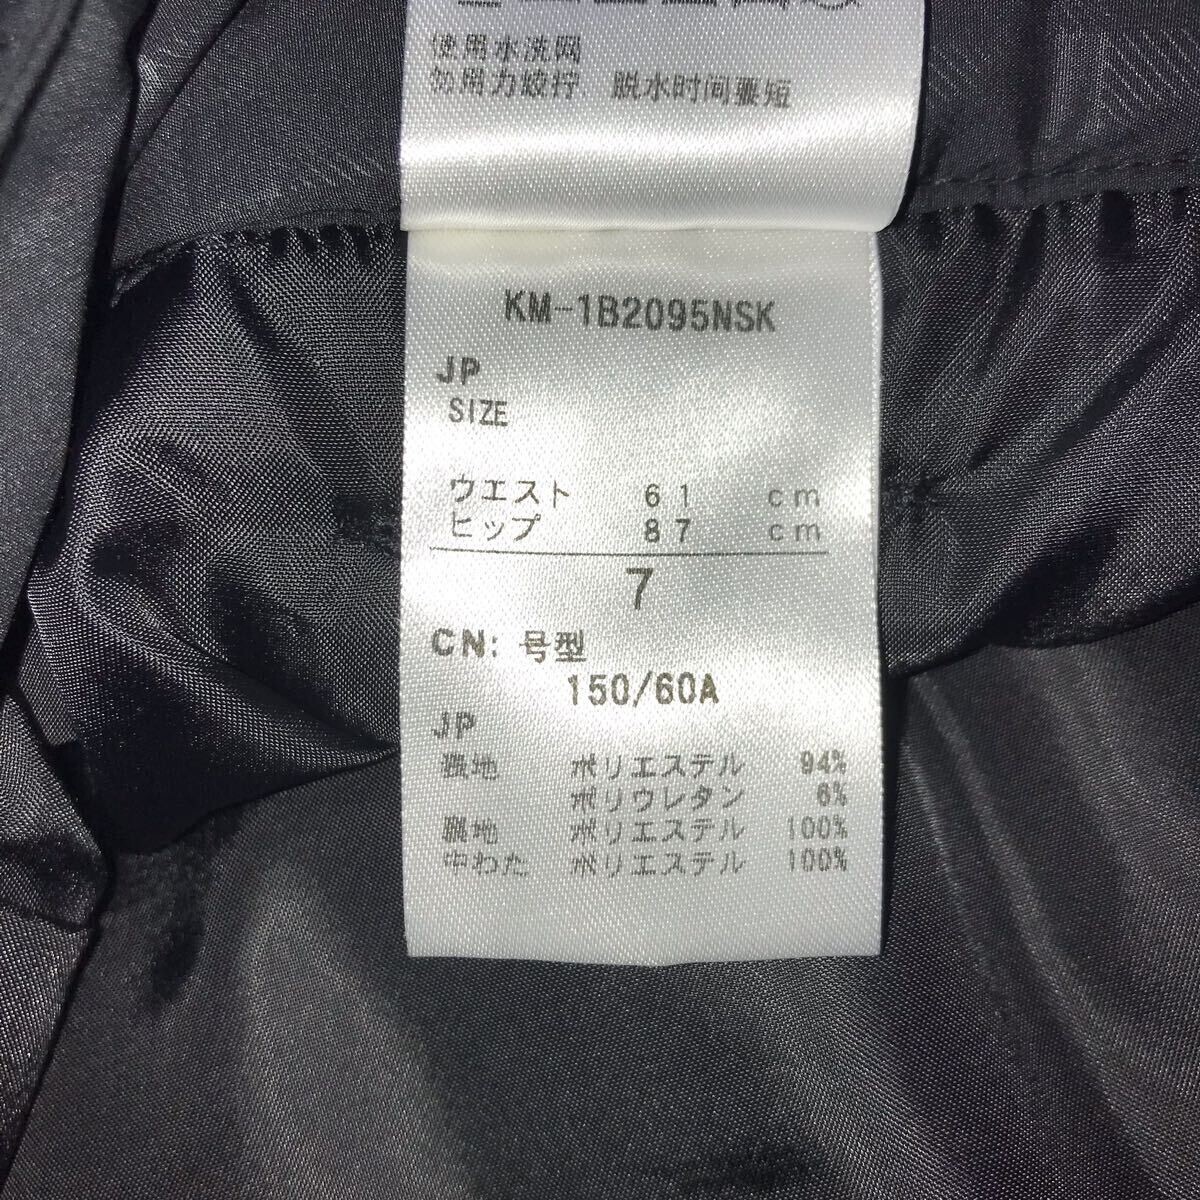 使用水洗网
勿用力绞拧 脱水时间要短
KM-1B2095NSK
JP
SIZE
ウエスト 61 cm
ヒップ 87 cm
7
CN: 号型
150/60A
JP
表地 ポリエステル 94%
ポリウレタン 6%
裏地 ポリエステル 100%
中わた ポリエステル 100%